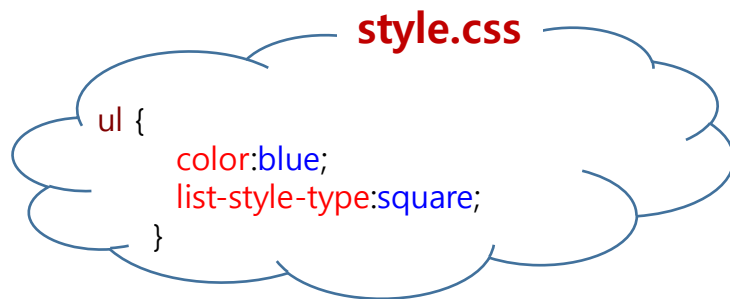 style.css
ul {
color:blue;
list-style-type:square;
}